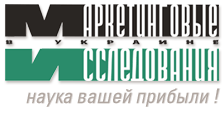 МАРКЕТИНГОВЫЕ
В УКРАИНЕ
ИССЛЕДОВАНИЯ
наука вашей прибыли !